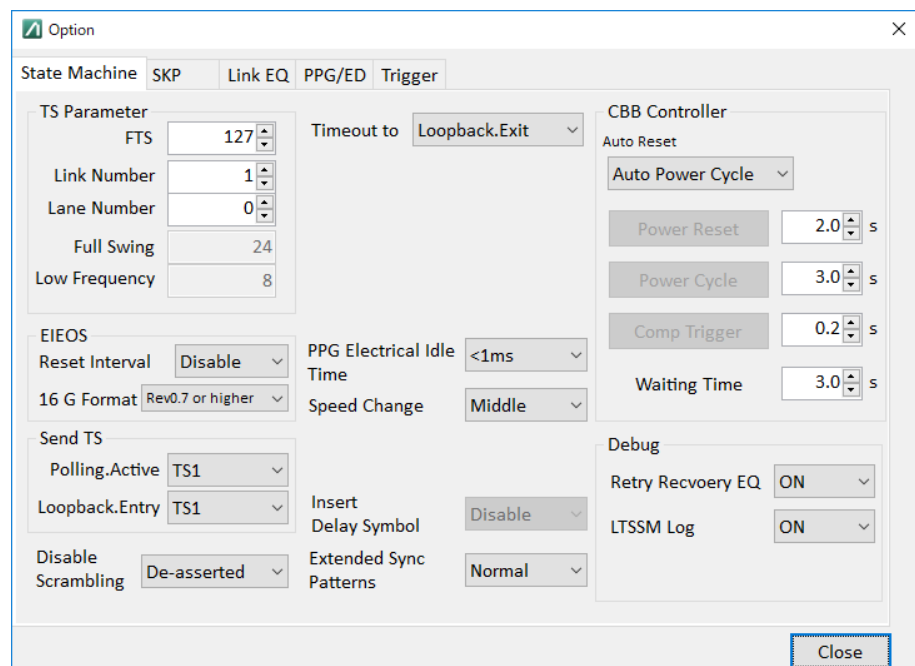 Option
State Machine SKP Link EQ PPG/ED Trigger
TS Parameter
FTS 127
Link Number 1
Lane Number 0
Full Swing 24
Low Frequency 8
Timeout to Loopback.Exit
CBB Controller
Auto Reset
Auto Power Cycle
Power Reset 2.0 s
Power Cycle 3.0 s
Comp Trigger 0.2 s
Waiting Time 3.0 s
EIEOS
Reset Interval Disable
16 G Format Rev0.7 or higher
PPG Electrical Idle
Time
<1ms
Speed Change Middle
Send TS
Polling.Active TS1
Loopback.Entry TS1
Disable
Scrambling
De-asserted
Insert
Delay Symbol
Disable
Extended Sync
Patterns
Normal
Debug
Retry Recvoery EQ ON
LTSSM Log ON
Close